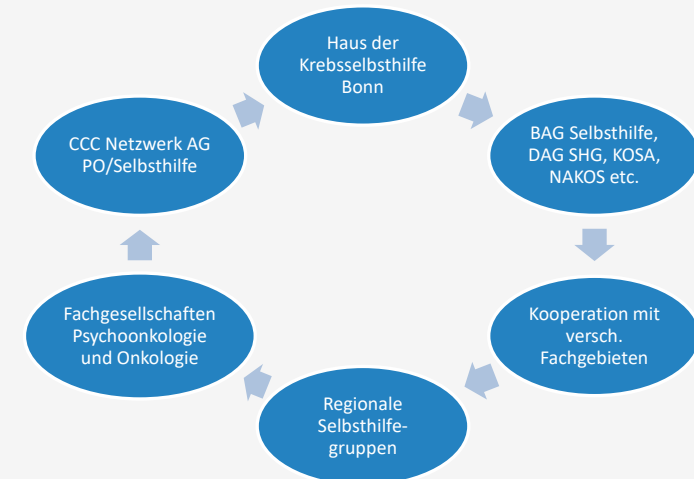 Haus der
Krebsselbsthilfe
Bonn
BAG Selbsthilfe,
DAG SHG, KOSA,
NAKOS etc.
Kooperation mit
versch.
Fachgebieten
Regionale
Selbsthilfe-
gruppen
Fachgesellschaften
Psychoonkologie
und Onkologie
CCC Netzwerk AG
PO/Selbsthilfe